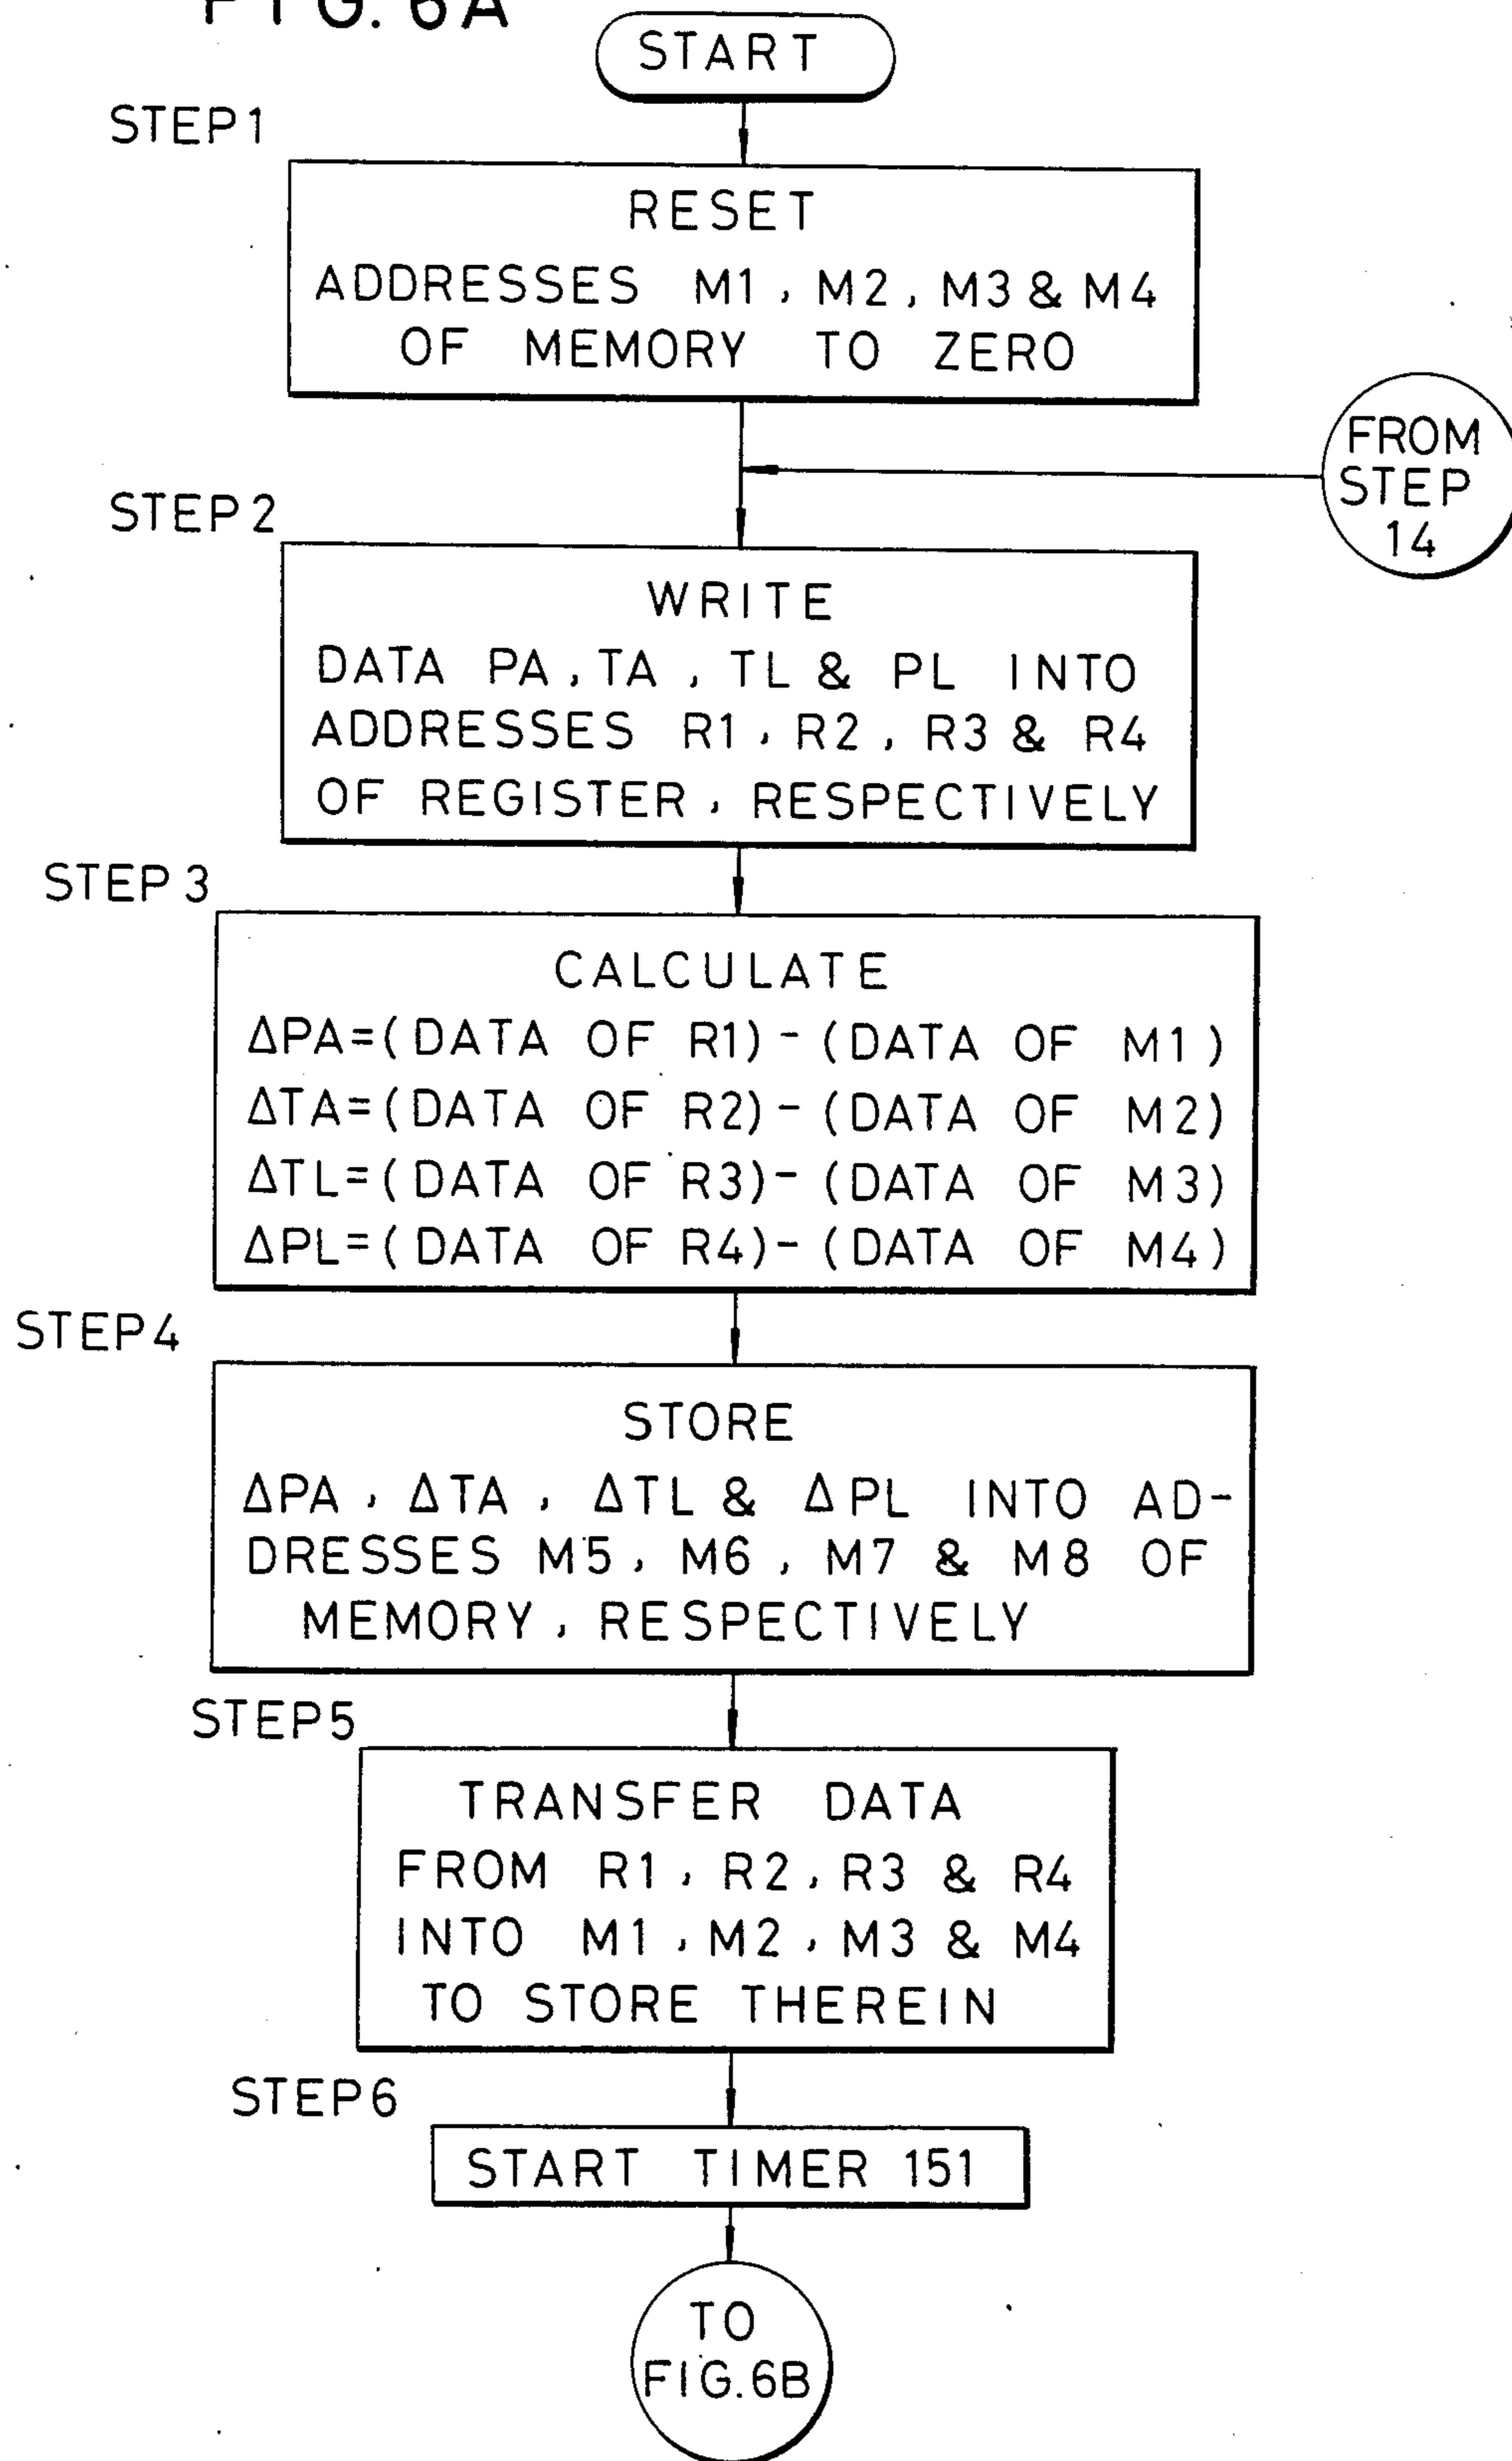 FIG. 6A
START
STEP1
RESET
ADDRESSES M1, M2, M3 & M4
OF MEMORY TO ZERO
FROM
STEP
14
STEP2
WRITE
DATA PA, TA, TL & PL INTO
ADDRESSES R1, R2, R3 & R4
OF REGISTER, RESPECTIVELY
STEP3
CALCULATE
ΔPA=(DATA OF R1)-(DATA OF M1)
ΔTA=(DATA OF R2)-(DATA OF M2)
ΔTL=(DATA OF R3)-(DATA OF M3)
ΔPL=(DATA OF R4)-(DATA OF M4)
STEP4
STORE
ΔPA, ΔTA, ΔTL & ΔPL INTO AD-
DRESSES M5, M6, M7 & M8 OF
MEMORY, RESPECTIVELY
STEP5
TRANSFER DATA
FROM R1, R2, R3 & R4
INTO M1, M2, M3 & M4
TO STORE THEREIN
STEP6
START TIMER 151
TO
FIG.6B